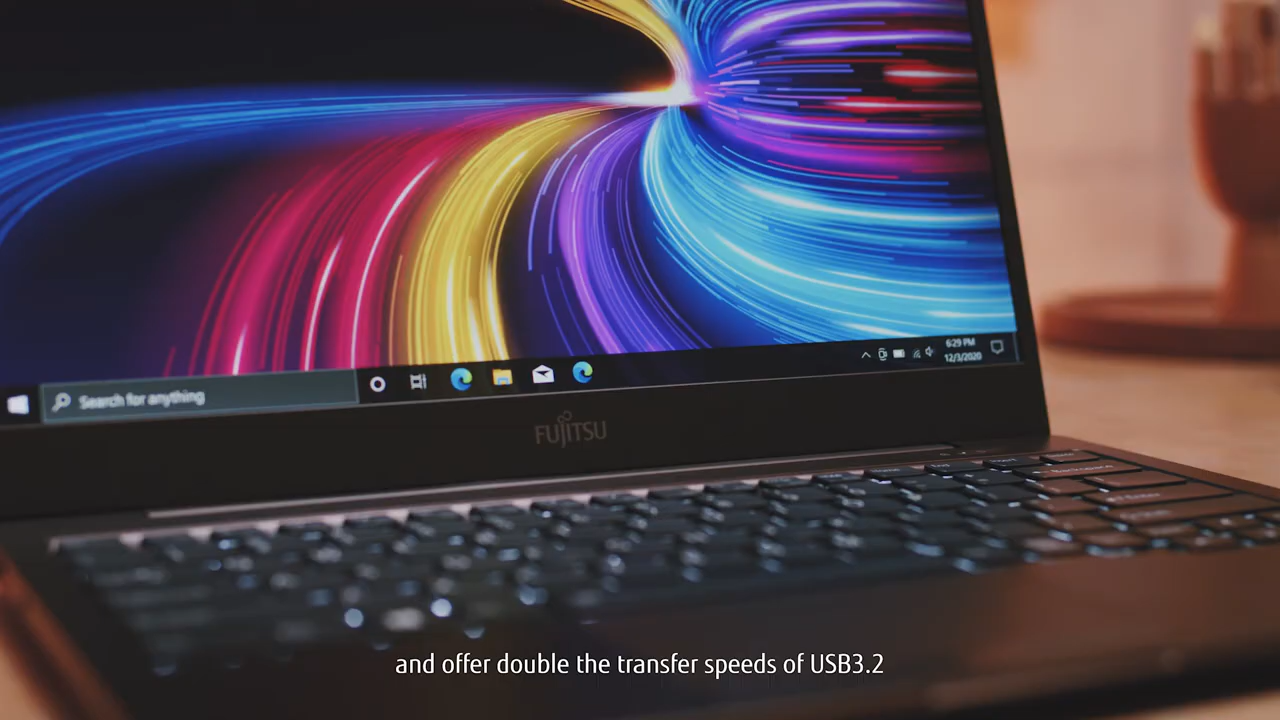 Search for anything
6:29 PM
12/3/2020
FUJITSU
Backspace
and offer double the transfer speeds of USB3.2